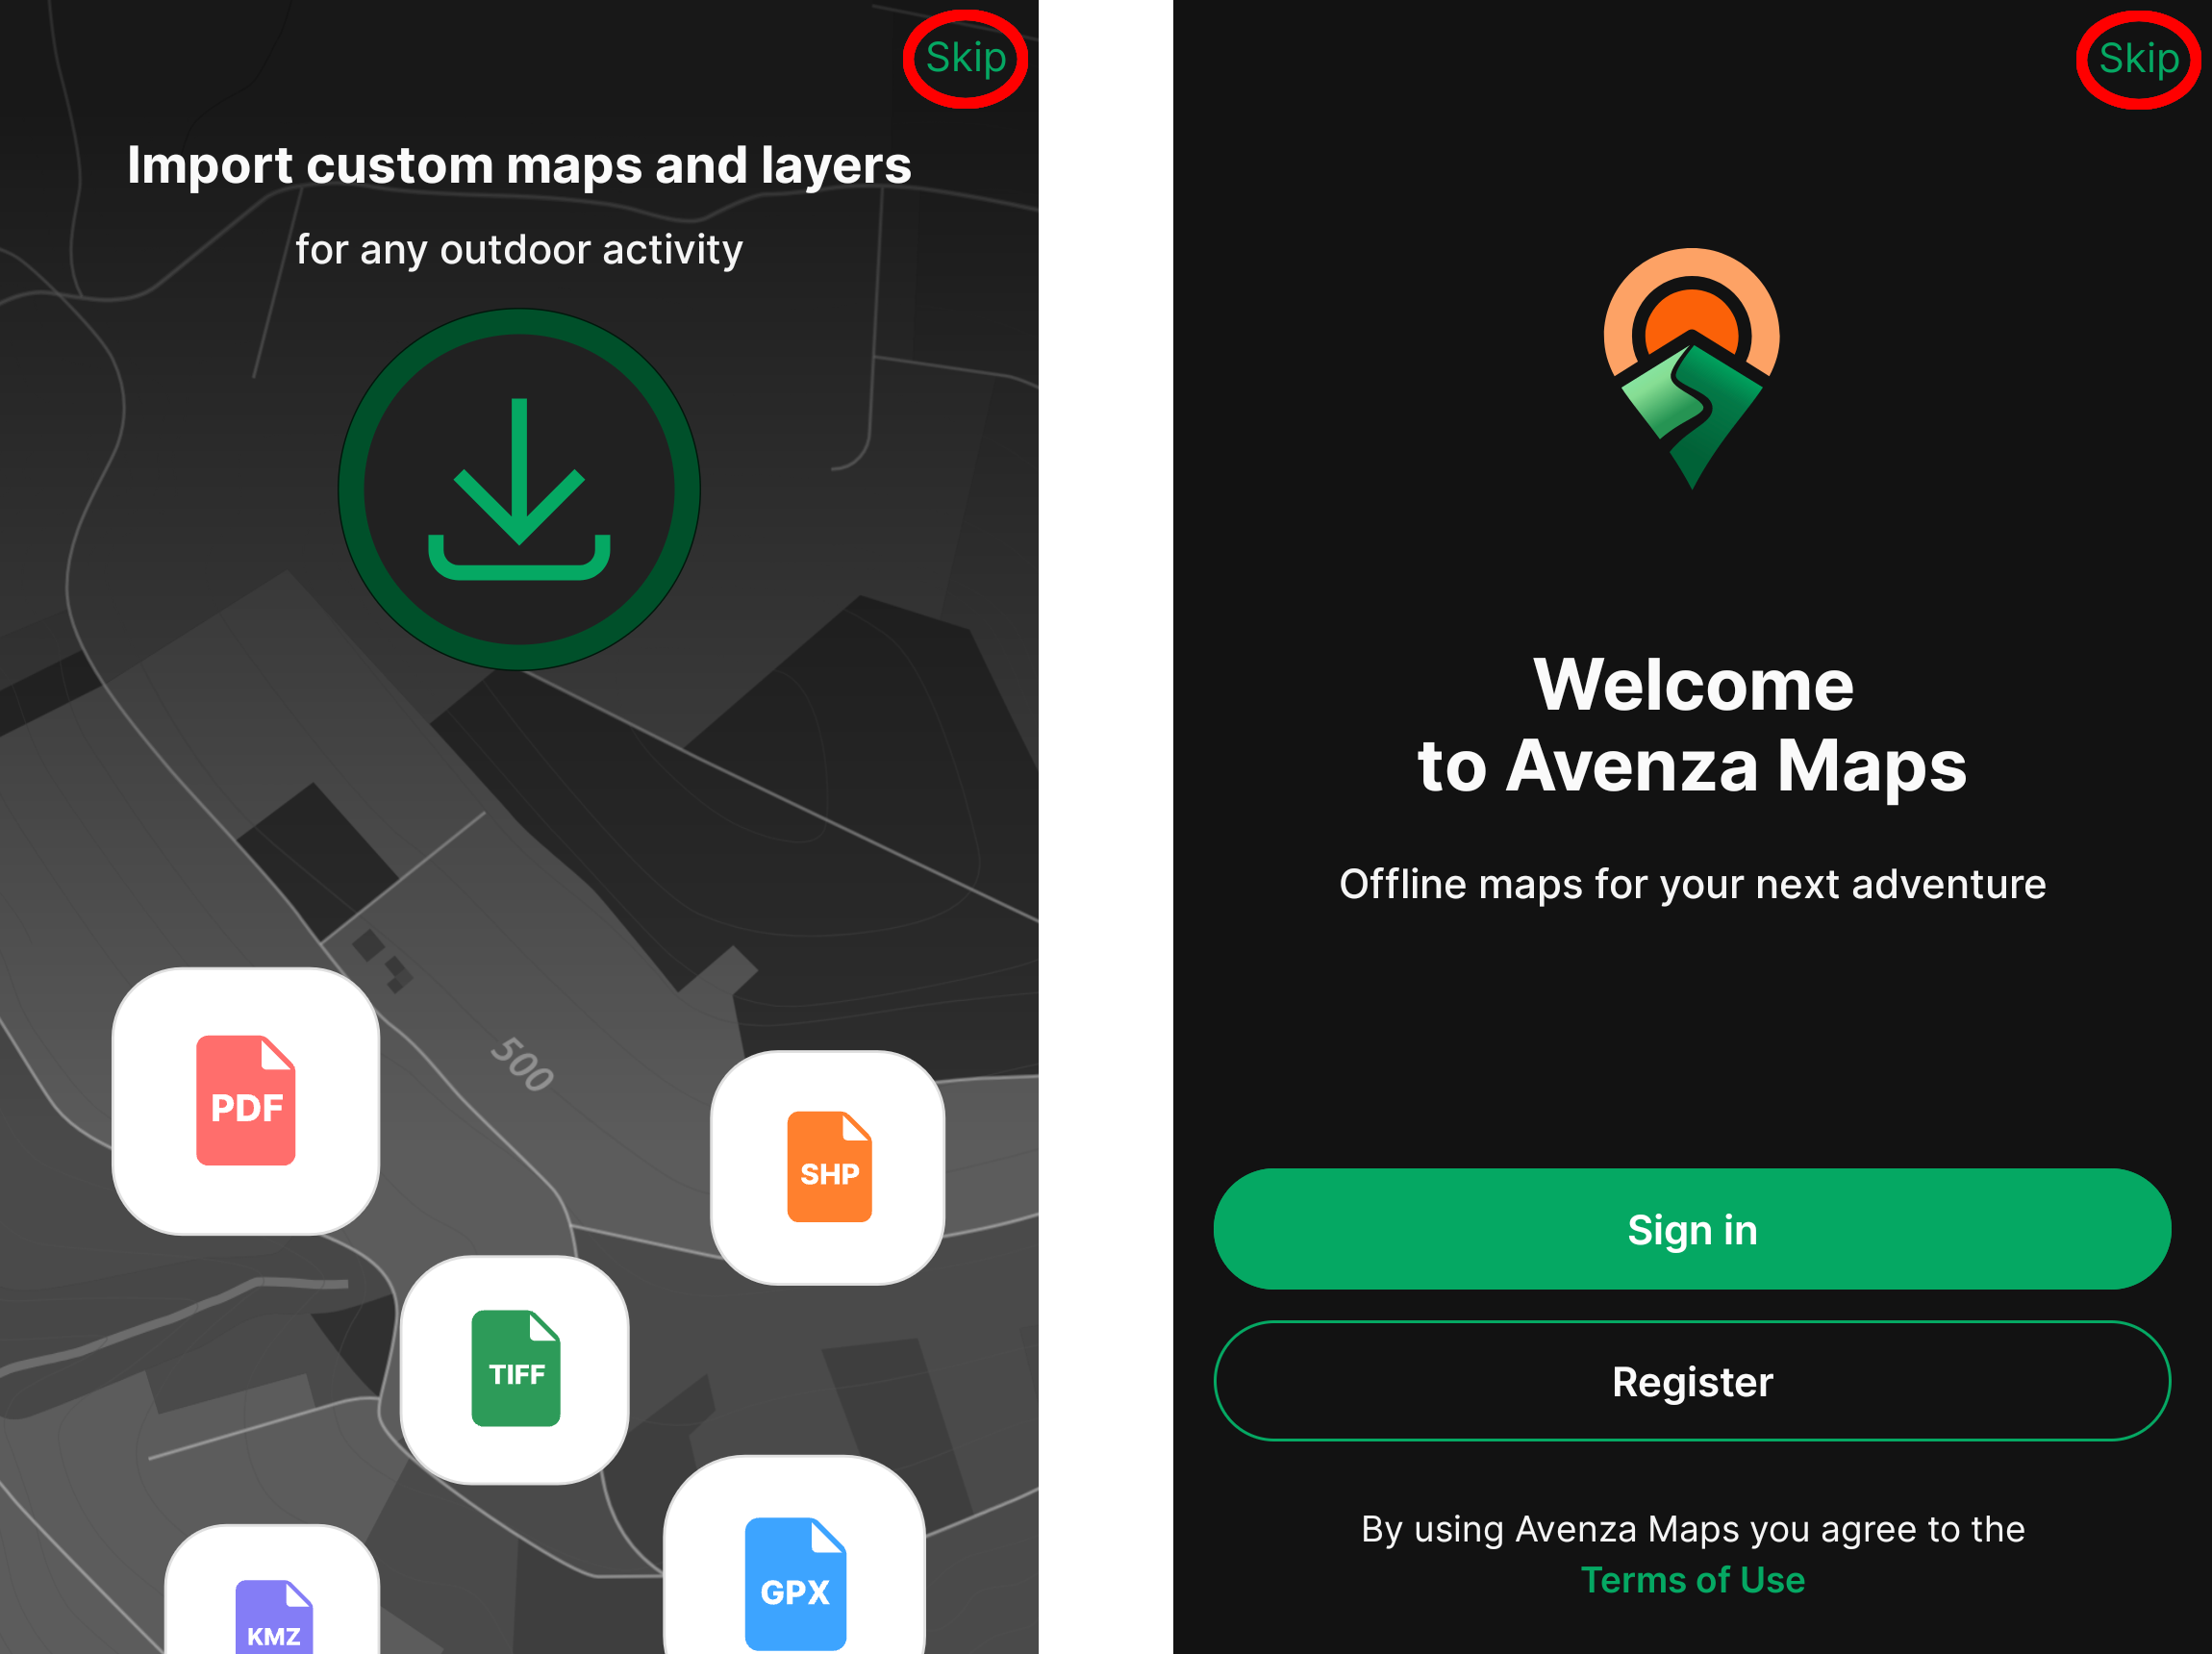 Skip
Import custom maps and layers
for any outdoor activity
500
PDF
SHP
TIFF
GPX
KMZ
Skip
Welcome
to Avenza Maps
Offline maps for your next adventure
Sign in
Register
By using Avenza Maps you agree to the
Terms of Use